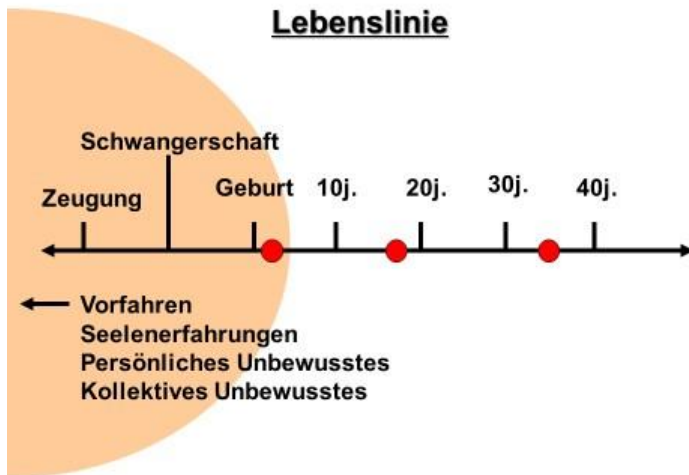 Lebenslinie
Schwangerschaft
Zeugung
Geburt
10j.
20j.
30j.
40j.
Vorfahren
Seelenerfahrungen
Persönliches Unbewusstes
Kollektives Unbewusstes